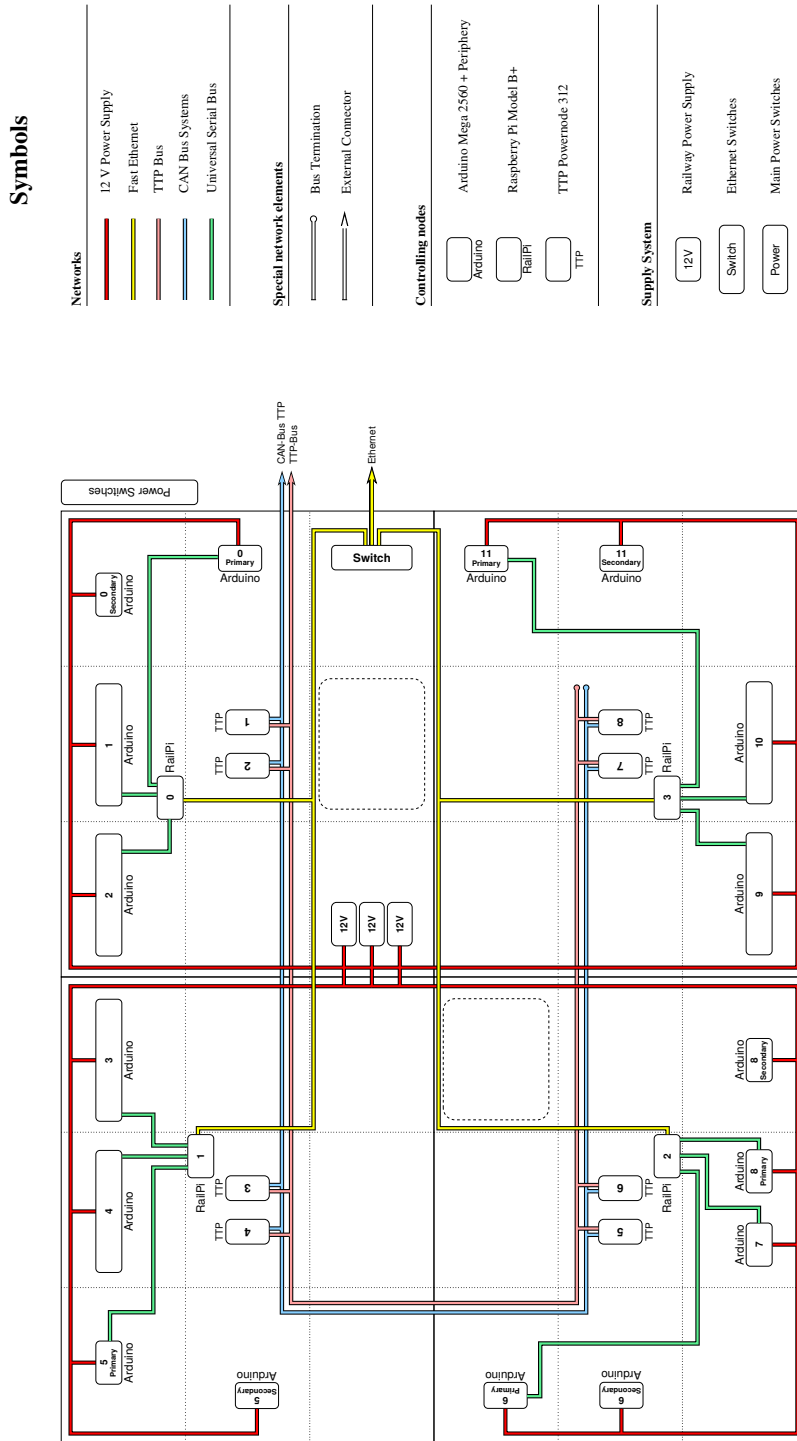 Symbols
Networks
12 V Power Supply
Fast Ethernet
TTP Bus
CAN Bus Systems
Universal Serial Bus
Special network elements
Bus Termination
External Connector
Controlling nodes
Arduino
Arduino Mega 2560 + Periphery
RailPi
Raspberry Pi Model B+
TTP
TTP Powernode 312
Supply System
12V
Railway Power Supply
Switch
Ethernet Switches
Power
Main Power Switches
Power Switches
CAN-Bus TTP
TTP-Bus
Ethernet
0
Secondary
Arduino
0
Primary
Arduino
Switch
11
Primary
Arduino
11
Secondary
Arduino
1
Arduino
RailPi
0
TTP
1
TTP
2
8
TTP
7
TTP
RailPi
3
Arduino
10
2
Arduino
12V
12V
12V
Arduino
9
3
Arduino
Arduino
8
Secondary
4
Arduino
1
RailPi
TTP
3
TTP
4
6
TTP
5
TTP
2
RailPi
Arduino
8
Primary
Arduino
7
5
Primary
Arduino
Arduino
5
Secondary
Arduino
6
Primary
Arduino
6
Secondary